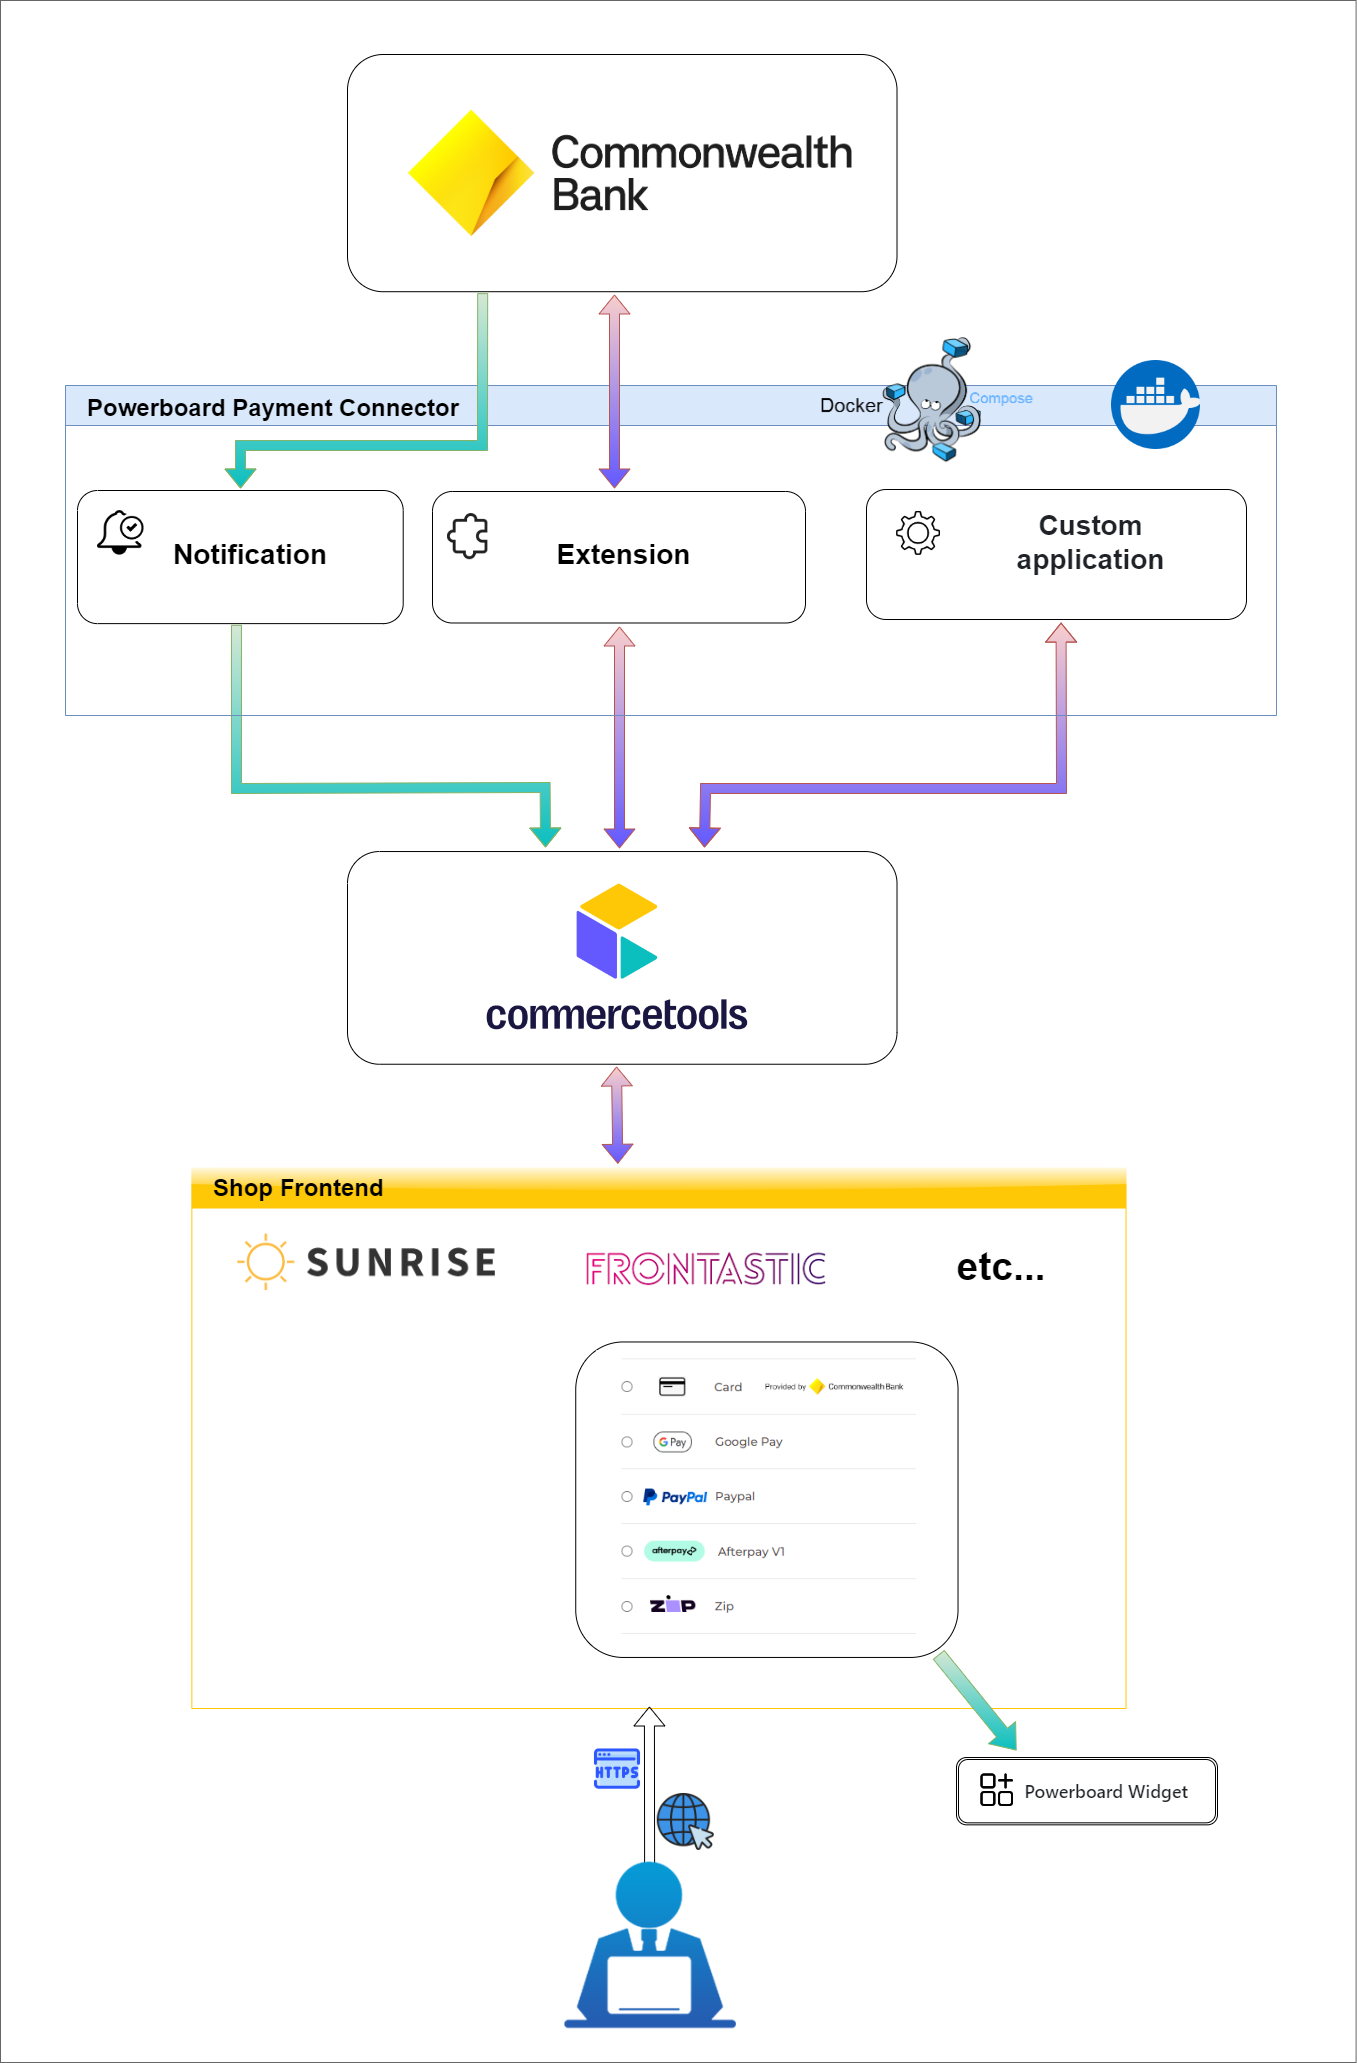 Commonwealth
Bank
Powerboard Payment Connector
Docker
Compose
Notification
Extension
Custom
application
commercetools
Shop Frontend
SUNRISE
FRONTASTIC
etc...
Card
Provided by
Commonwealth Bank
G Pay
Google Pay
PayPal
Paypal
afterpay
Afterpay V1
ZIP
Zip
HTTPS
Powerboard Widget